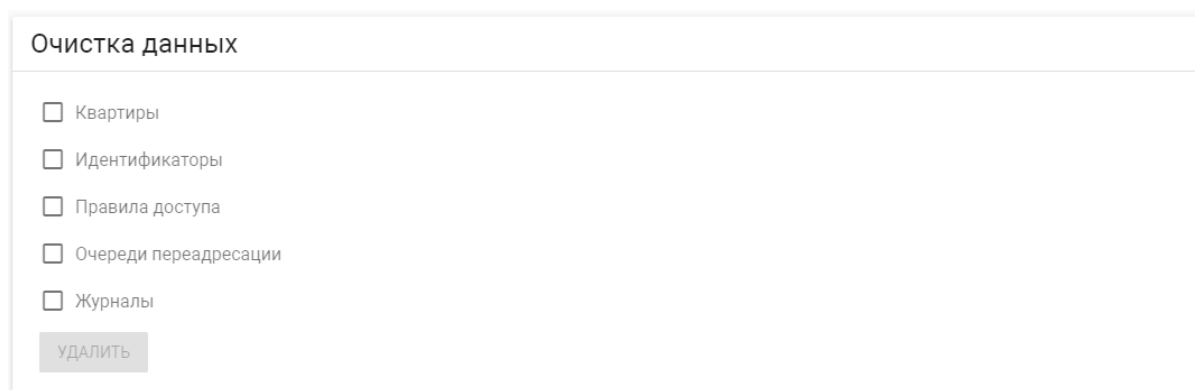 Очистка данных
Квартиры
Идентификаторы
Правила доступа
Очереди переадресации
Журналы
УДАЛИТЬ